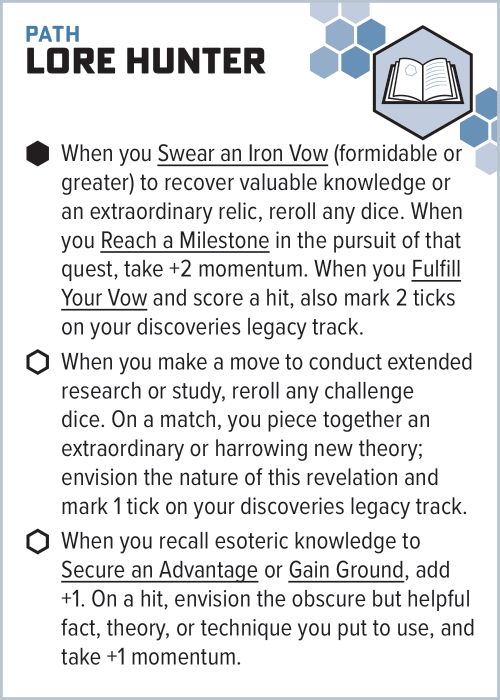 PATH
LORE HUNTER
When you Swear an Iron Vow (formidable or
greater) to recover valuable knowledge or
an extraordinary relic, reroll any dice. When
you Reach a Milestone in the pursuit of that
quest, take +2 momentum. When you Fulfill
Your Vow and score a hit, also mark 2 ticks
on your discoveries legacy track.
When you make a move to conduct extended
research or study, reroll any challenge
dice. On a match, you piece together an
extraordinary or harrowing new theory;
envision the nature of this revelation and
mark 1 tick on your discoveries legacy track.
When you recall esoteric knowledge to
Secure an Advantage or Gain Ground, add
+1. On a hit, envision the obscure but helpful
fact, theory, or technique you put to use, and
take +1 momentum.